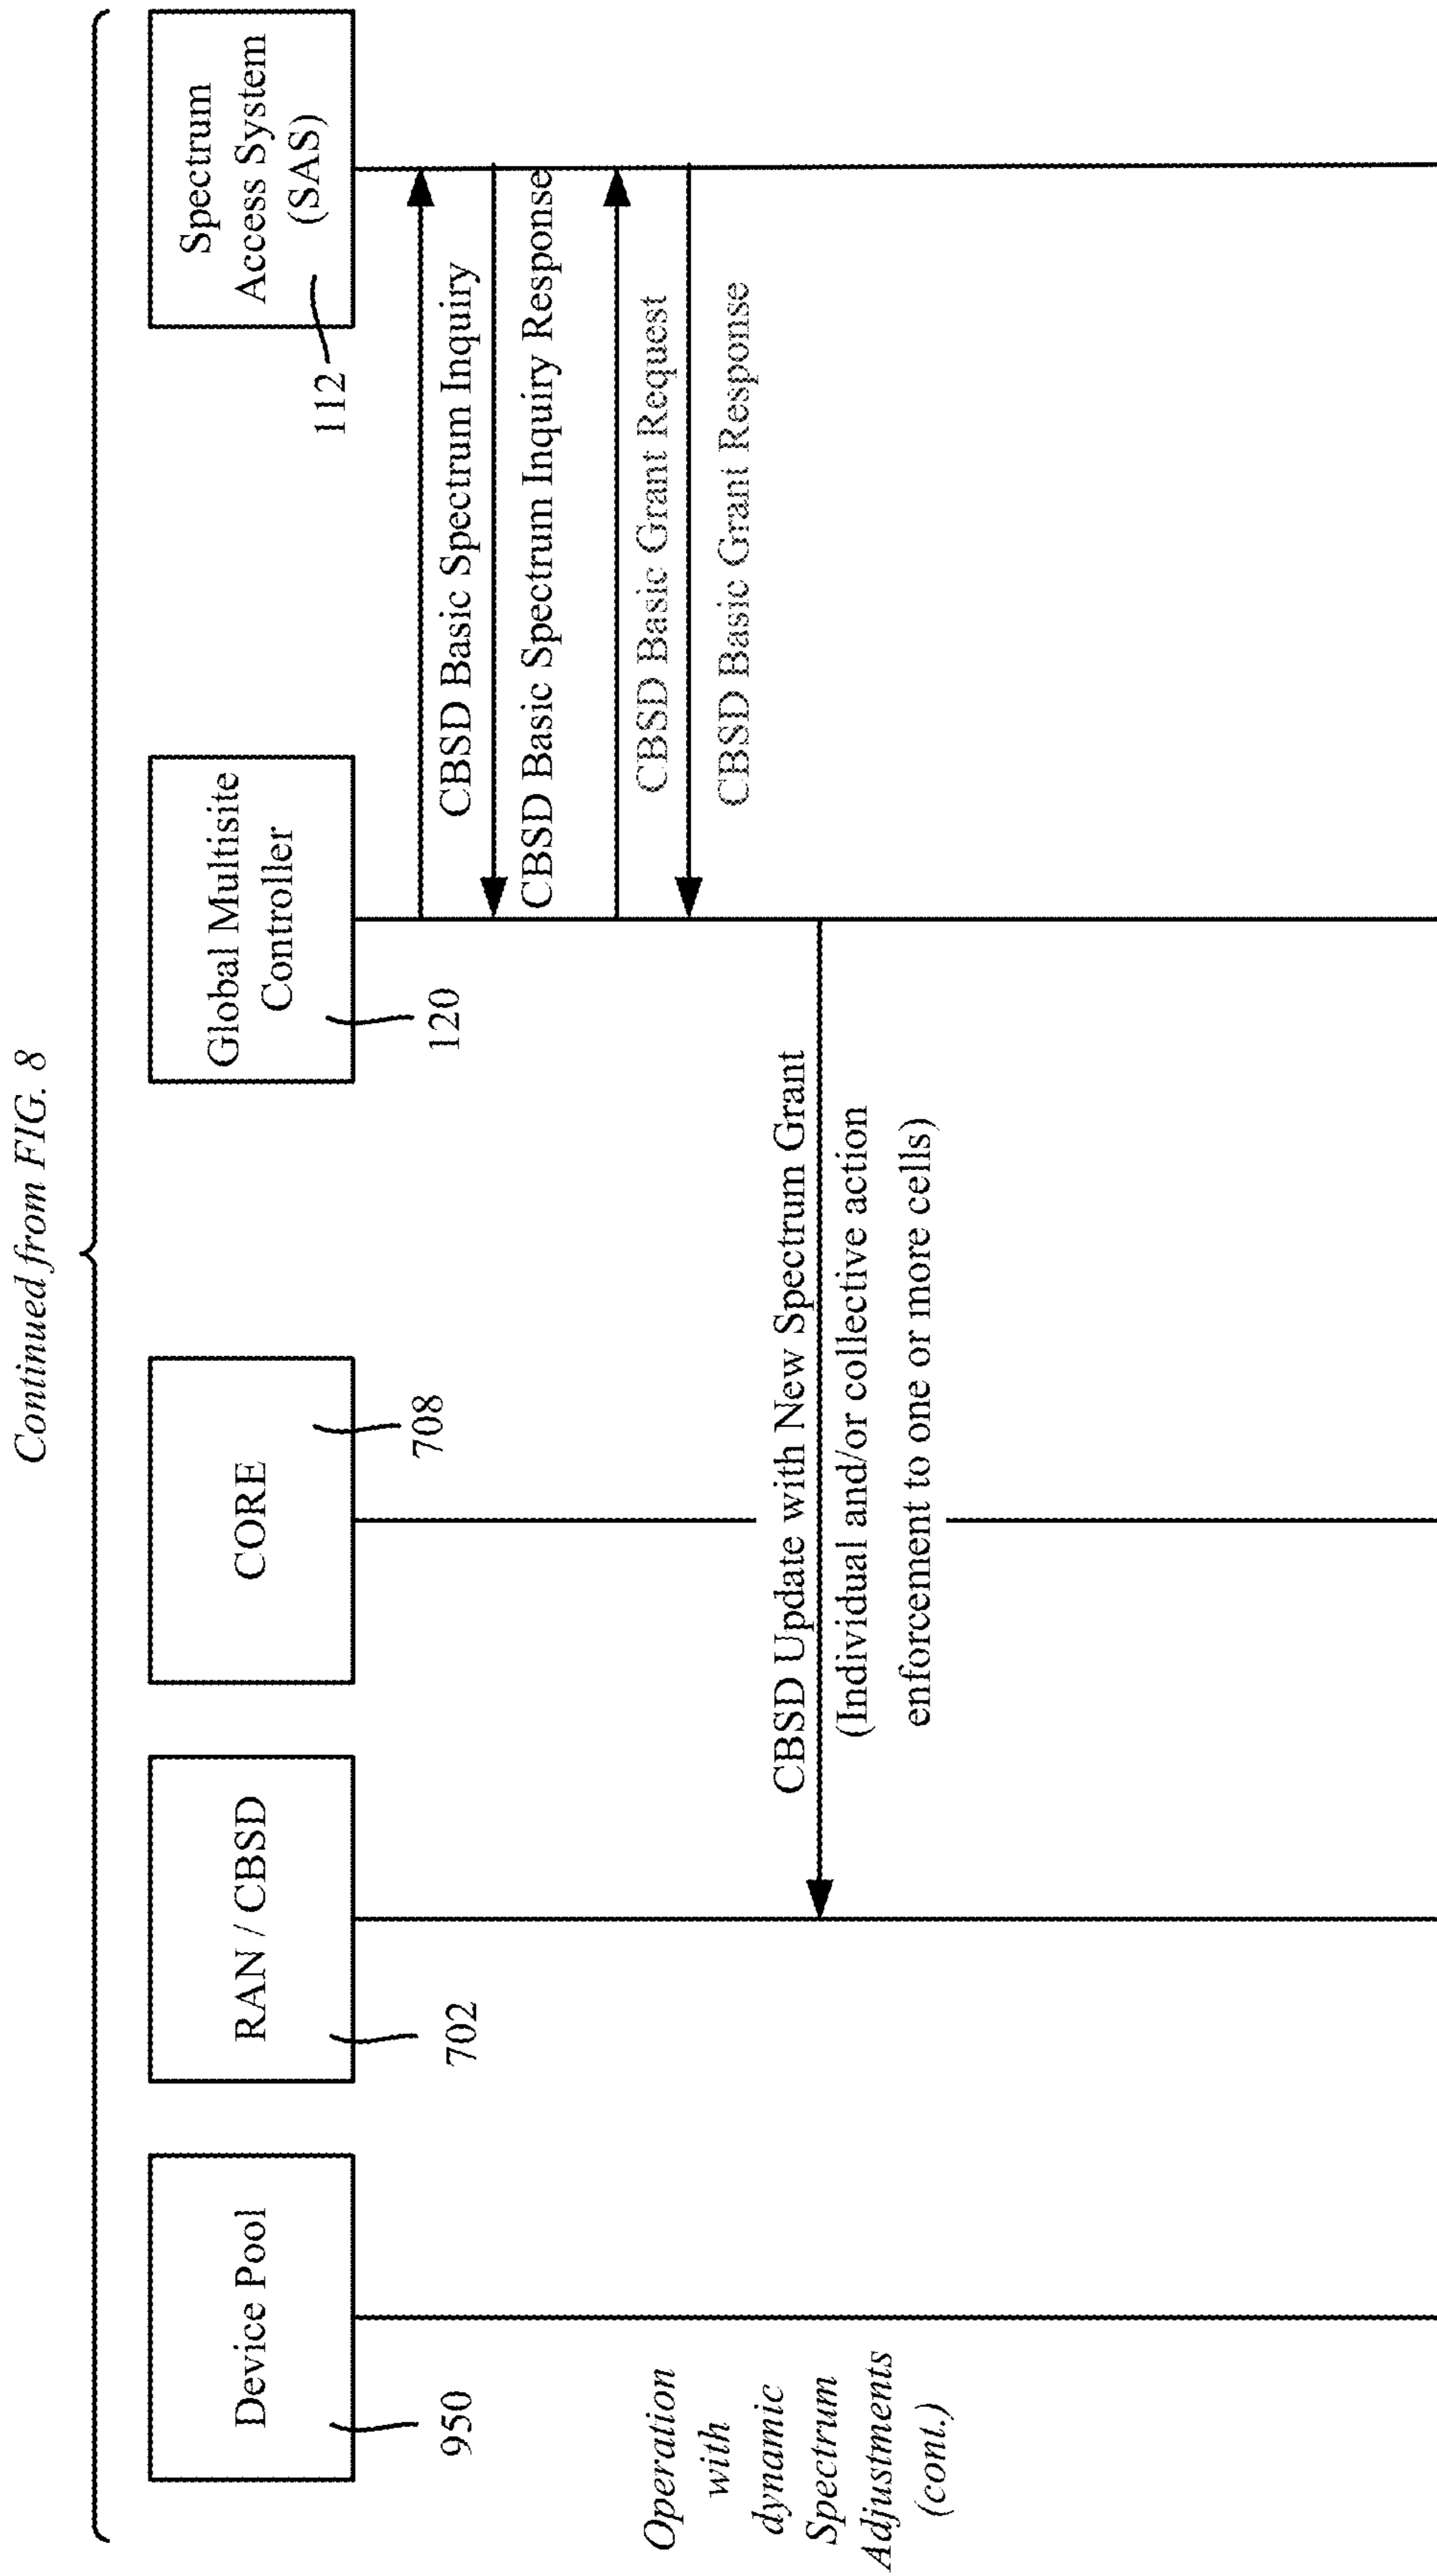 Continued from FIG. 8
Device Pool
950
RAN / CBSD
702
CORE
708
Global Multisite
Controller
120
Spectrum
Access System
(SAS)
112
CBSD Basic Spectrum Inquiry
CBSD Basic Spectrum Inquiry Response
CBSD Basic Grant Request
CBSD Basic Grant Response
Operation
with
dynamic
Spectrum
Adjustments
(cont.)
CBSD Update with New Spectrum Grant
(Individual and/or collective action
enforcement to one or more cells)